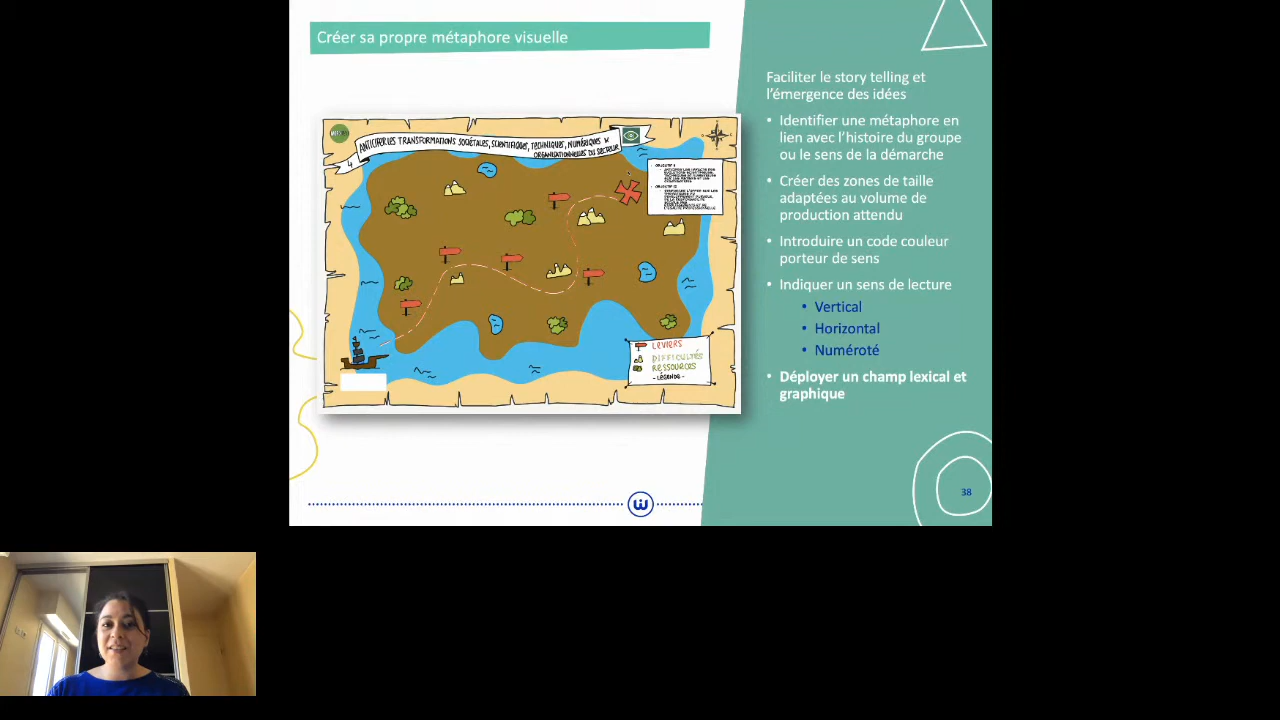 Créer sa propre métaphore visuelle
ANTICIPER LES TRANSFORMATIONS SOCIÉTALES, SCIENTIFIQUES, TECHNIQUES, NUMÉRIQUES &
ORGANISATIONNELLES DU SECTEUR
4
LEVIERS
DIFFICULTÉS
RESSOURCES
-LÉGENDE-
Faciliter le story telling et
l'émergence des idées
• Identifier une métaphore en
lien avec l'histoire du groupe
ou le sens de la démarche
• Créer des zones de taille
adaptées au volume de
production attendu
• Introduire un code couleur
porteur de sens
• Indiquer un sens de lecture
• Vertical
• Horizontal
• Numéroté
• Déployer un champ lexical et
graphique
38